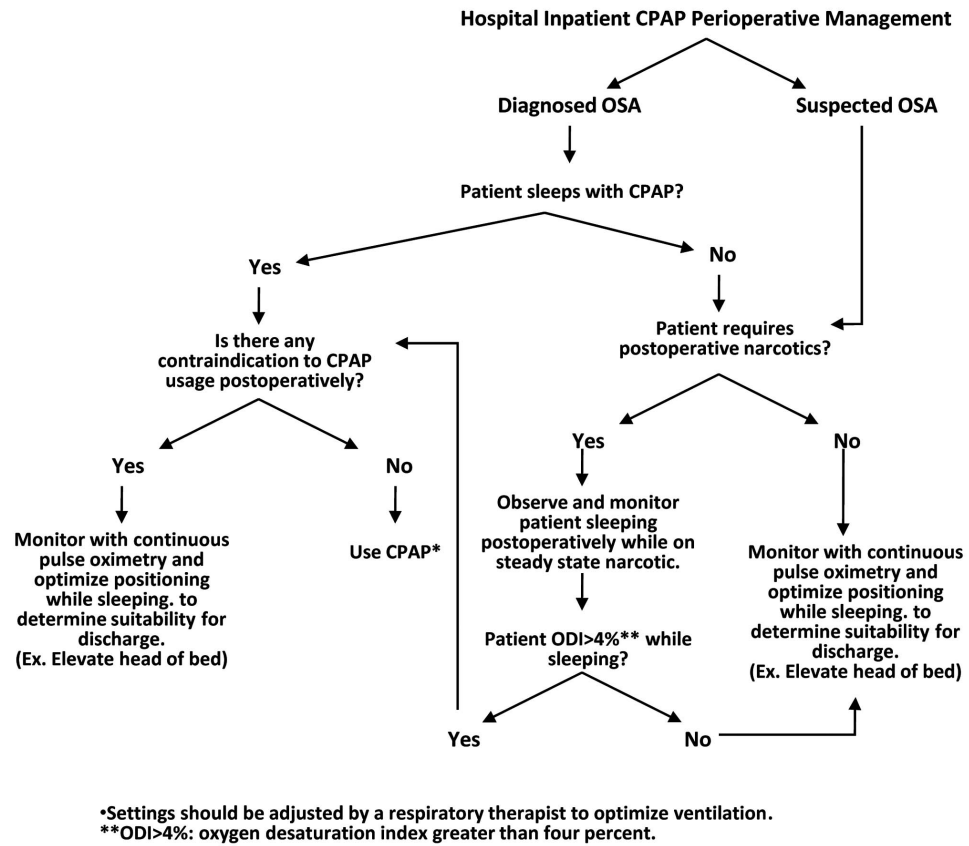 Hospital Inpatient CPAP Perioperative Management
Diagnosed OSA
Suspected OSA
Patient sleeps with CPAP?
Yes
No
Is there any
contraindication to CPAP
usage postoperatively?
Patient requires
postoperative narcotics?
Yes
No
Yes
No
Monitor with continuous
pulse oximetry and
optimize positioning
while sleeping. to
determine suitability for
discharge.
(Ex. Elevate head of bed)
Use CPAP*
Observe and monitor
patient sleeping
postoperatively while on
steady state narcotic.
Monitor with continuous
pulse oximetry and
optimize positioning
while sleeping. to
determine suitability for
discharge.
(Ex. Elevate head of bed)
Patient ODI>4%** while
sleeping?
Yes
No
•Settings should be adjusted by a respiratory therapist to optimize ventilation.
**ODI>4%: oxygen desaturation index greater than four percent.